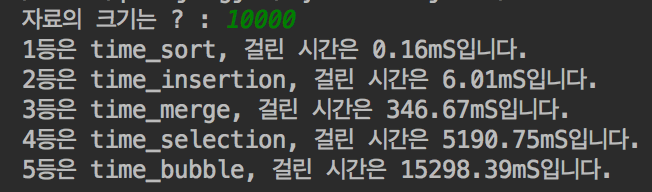 자료의 크기는 ? : 10000
1등은 time_sort, 걸린 시간은 0.16mS입니다.
2등은 time_insertion, 걸린 시간은 6.01mS입니다.
3등은 time_merge, 걸린 시간은 346.67mS입니다.
4등은 time_selection, 걸린 시간은 5190.75mS입니다.
5등은 time_bubble, 걸린 시간은 15298.39mS입니다.